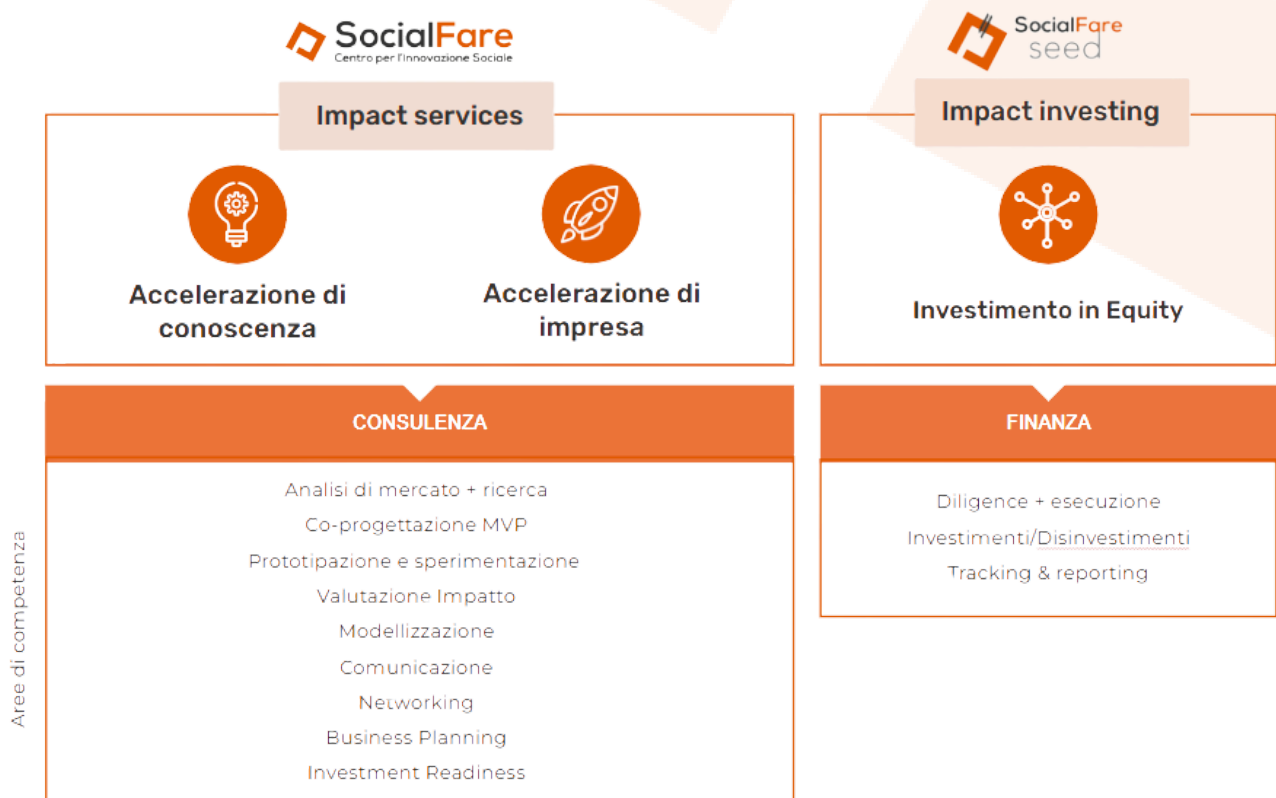 SocialFare
Centro per l'Innovazione Sociale
Impact services
Accelerazione di
conoscenza
Accelerazione di
impresa
CONSULENZA
Aree di competenza
Analisi di mercato + ricerca
Co-progettazione MVP
Prototipazione e sperimentazione
Valutazione Impatto
Modellizzazione
Comunicazione
Networking
Business Planning
Investment Readiness
SocialFare
seed
Impact investing
Investimento in Equity
FINANZA
Diligence + esecuzione
Investimenti/Disinvestimenti
Tracking & reporting